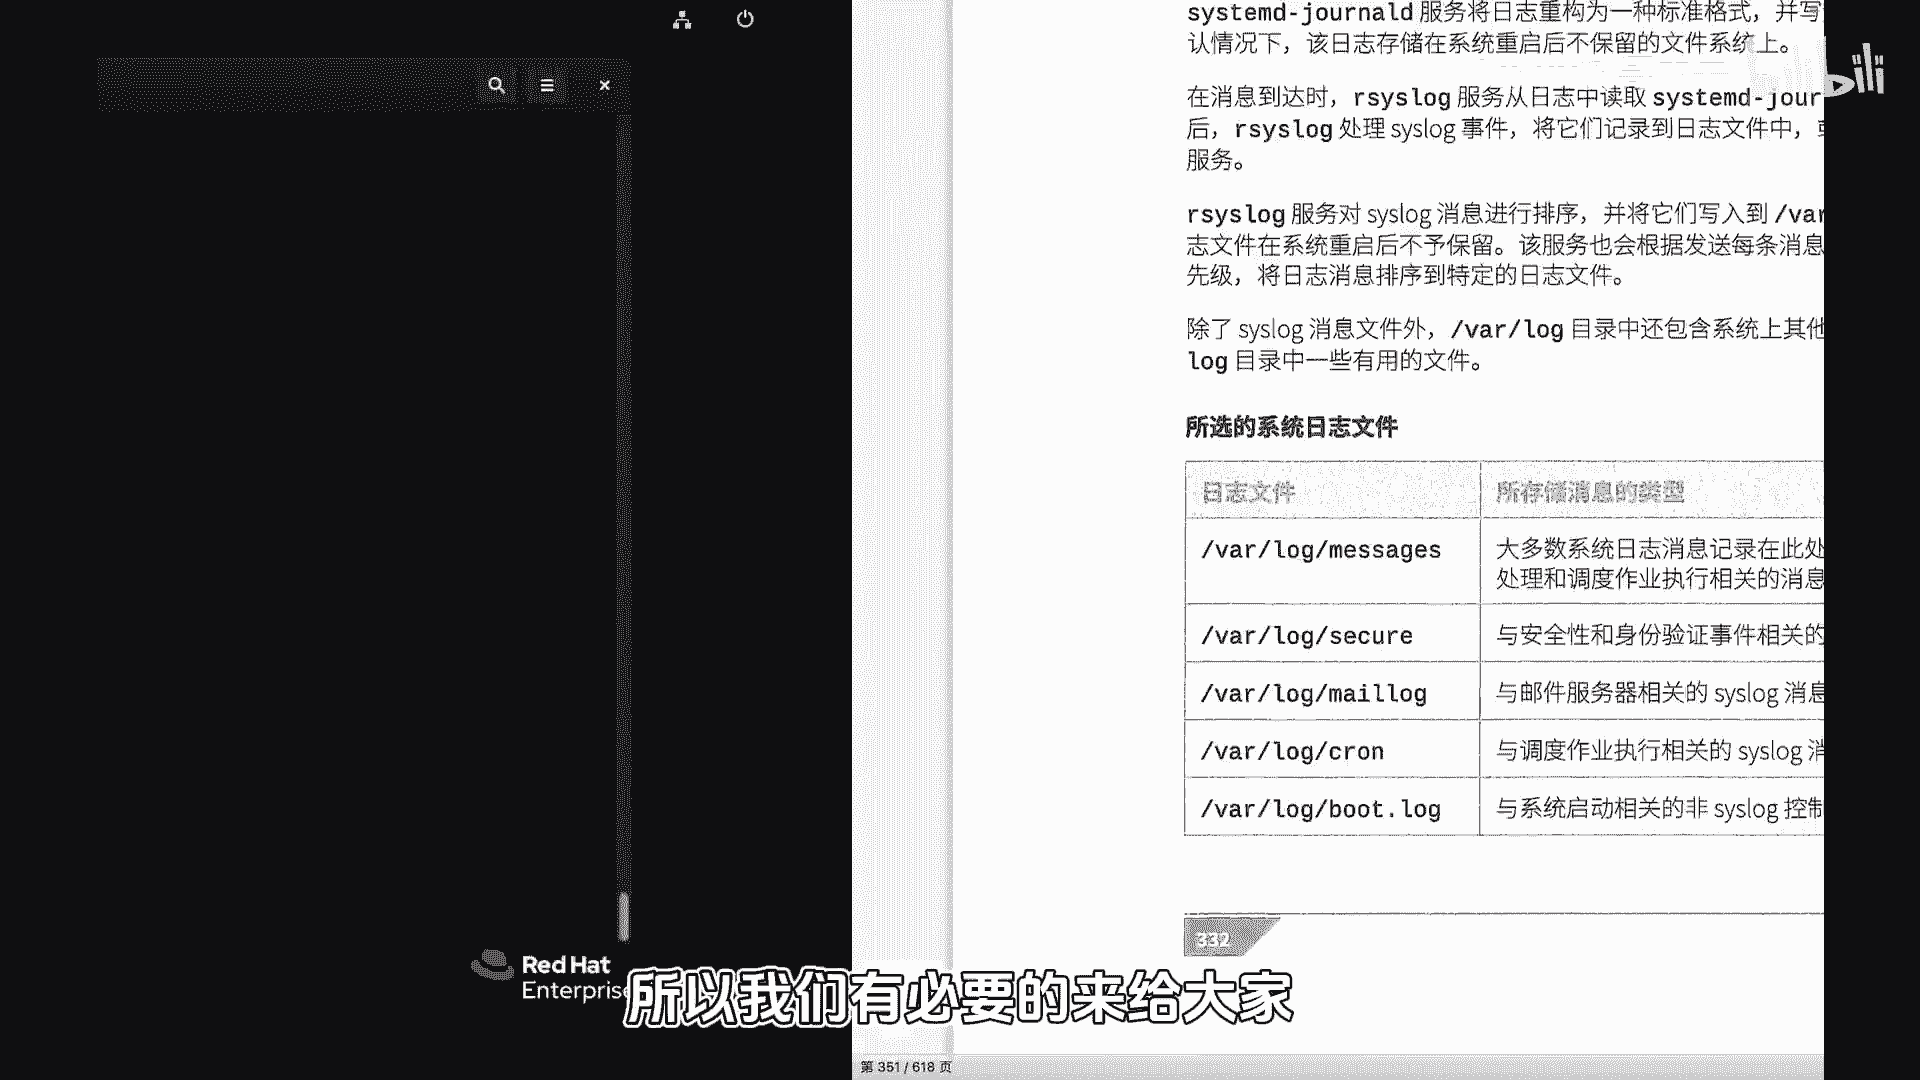 systemd-journald 服务将日志重构为一种标准格式，并写
认情况下，该日志存储在系统重启后不保留的文件系统上。
bilibili
在消息到达时，rsyslog 服务从日志中读取 systemd-jour
后，rsyslog 处理 syslog 事件，将它们记录到日志文件中，
服务。
rsyslog 服务对 syslog 消息进行排序，并将它们写入到 /var
志文件在系统重启后不予保留。该服务也会根据发送每条消息
先级，将日志消息排序到特定的日志文件。
除了 syslog 消息文件外，/var/log 目录中还包含系统上其他
log 目录中一些有用的文件。
所选的系统日志文件
日志文件 所存储消息的类型
/var/log/messages 大多数系统日志消息记录在此处
处理和调度作业执行相关的消息
/var/log/secure 与安全性和身份验证事件相关的
/var/log/maillog 与邮件服务器相关的 syslog 消息
/var/log/cron 与调度作业执行相关的 syslog 消
/var/log/boot.log 与系统启动相关的非 syslog 控制
332
Red Hat
Enterprise
所以我们有必要的来给大家
第 351 / 618 页